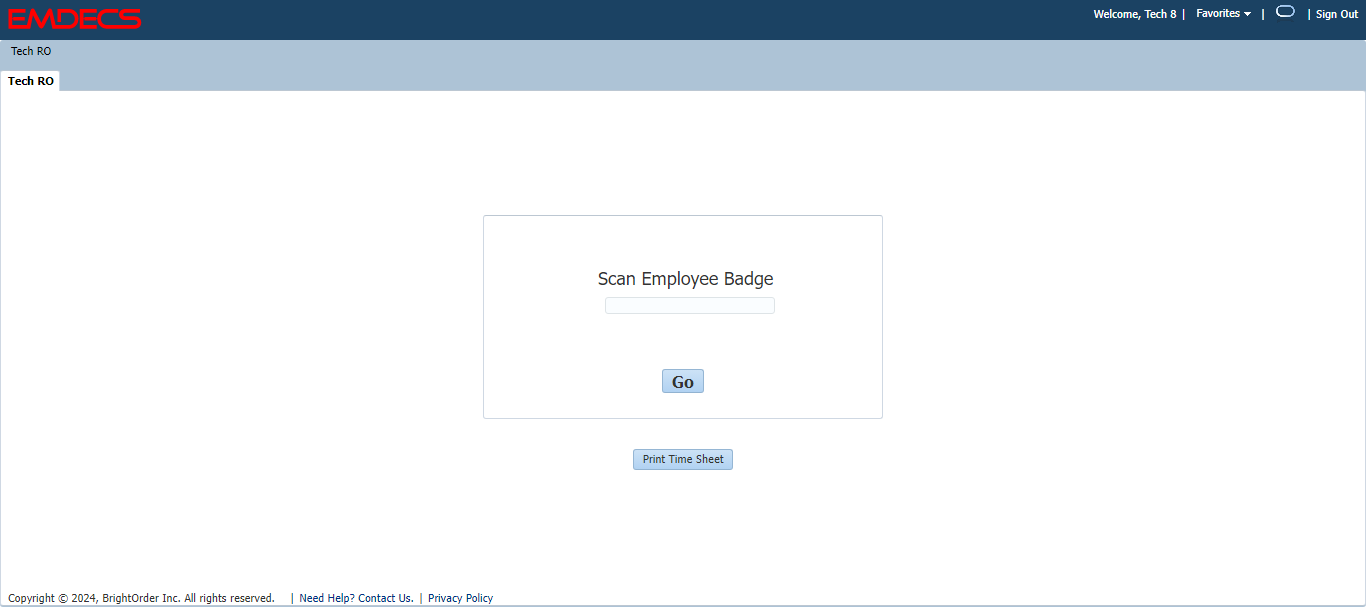 EMDECS
Welcome, Tech 8 | Favorites | | Sign Out
Tech RO
Tech RO
Scan Employee Badge
Go
Print Time Sheet
Copyright © 2024, BrightOrder Inc. All rights reserved. | Need Help? Contact Us. | Privacy Policy